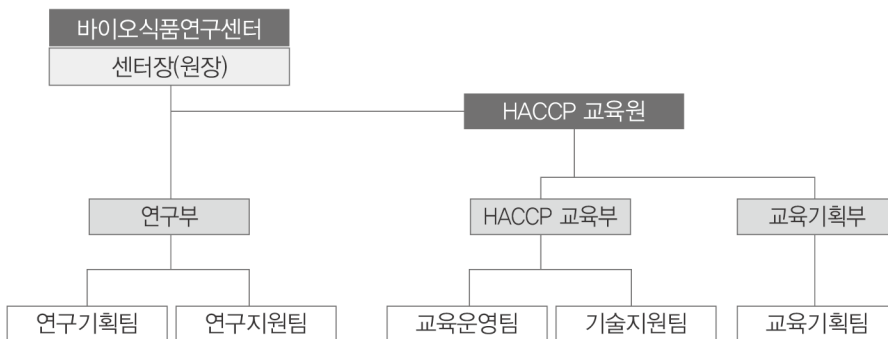 바이오식품연구센터
센터장(원장)
HACCP 교육원
연구부
HACCP 교육부
교육기획부
연구기획팀
연구지원팀
교육운영팀
기술지원팀
교육기획팀